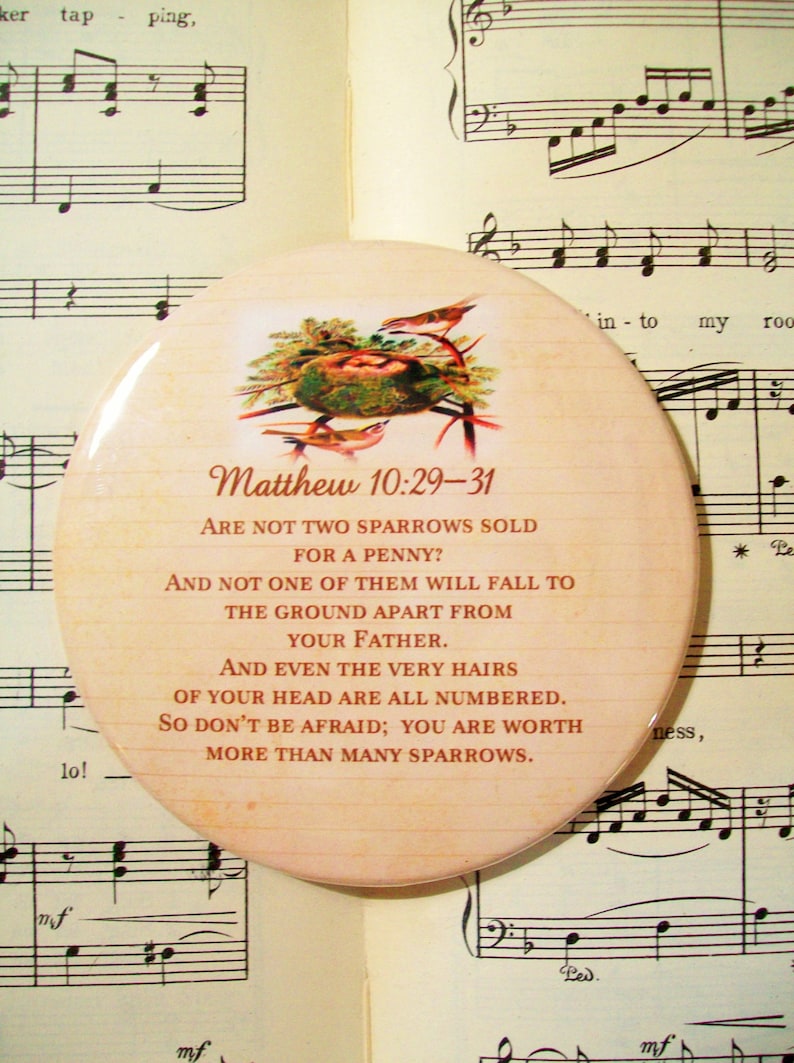 ker tap - ping,
in - to my roo
Matthew 10:29–31
ARE NOT TWO SPARROWS SOLD
FOR A PENNY?
AND NOT ONE OF THEM WILL FALL TO
THE GROUND APART FROM
YOUR FATHER.
AND EVEN THE VERY HAIRS
OF YOUR HEAD ARE ALL NUMBERED.
SO DON'T BE AFRAID; YOU ARE WORTH
MORE THAN MANY SPARROWS.
ness,
lo!
mf
Ped.
mf
mf